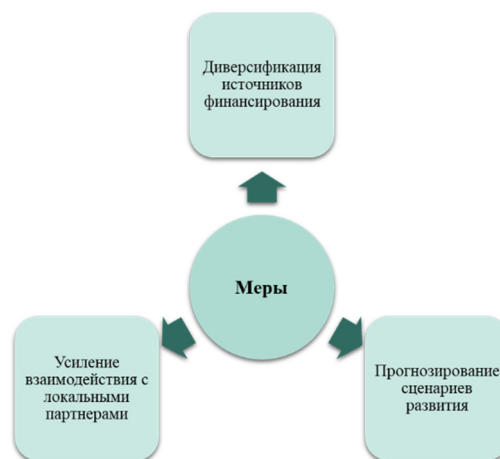 Диверсификация
источников
финансирования
Меры
Усиление
взаимодействия с
локальными
партнерами
Прогнозирование
сценариев
развития